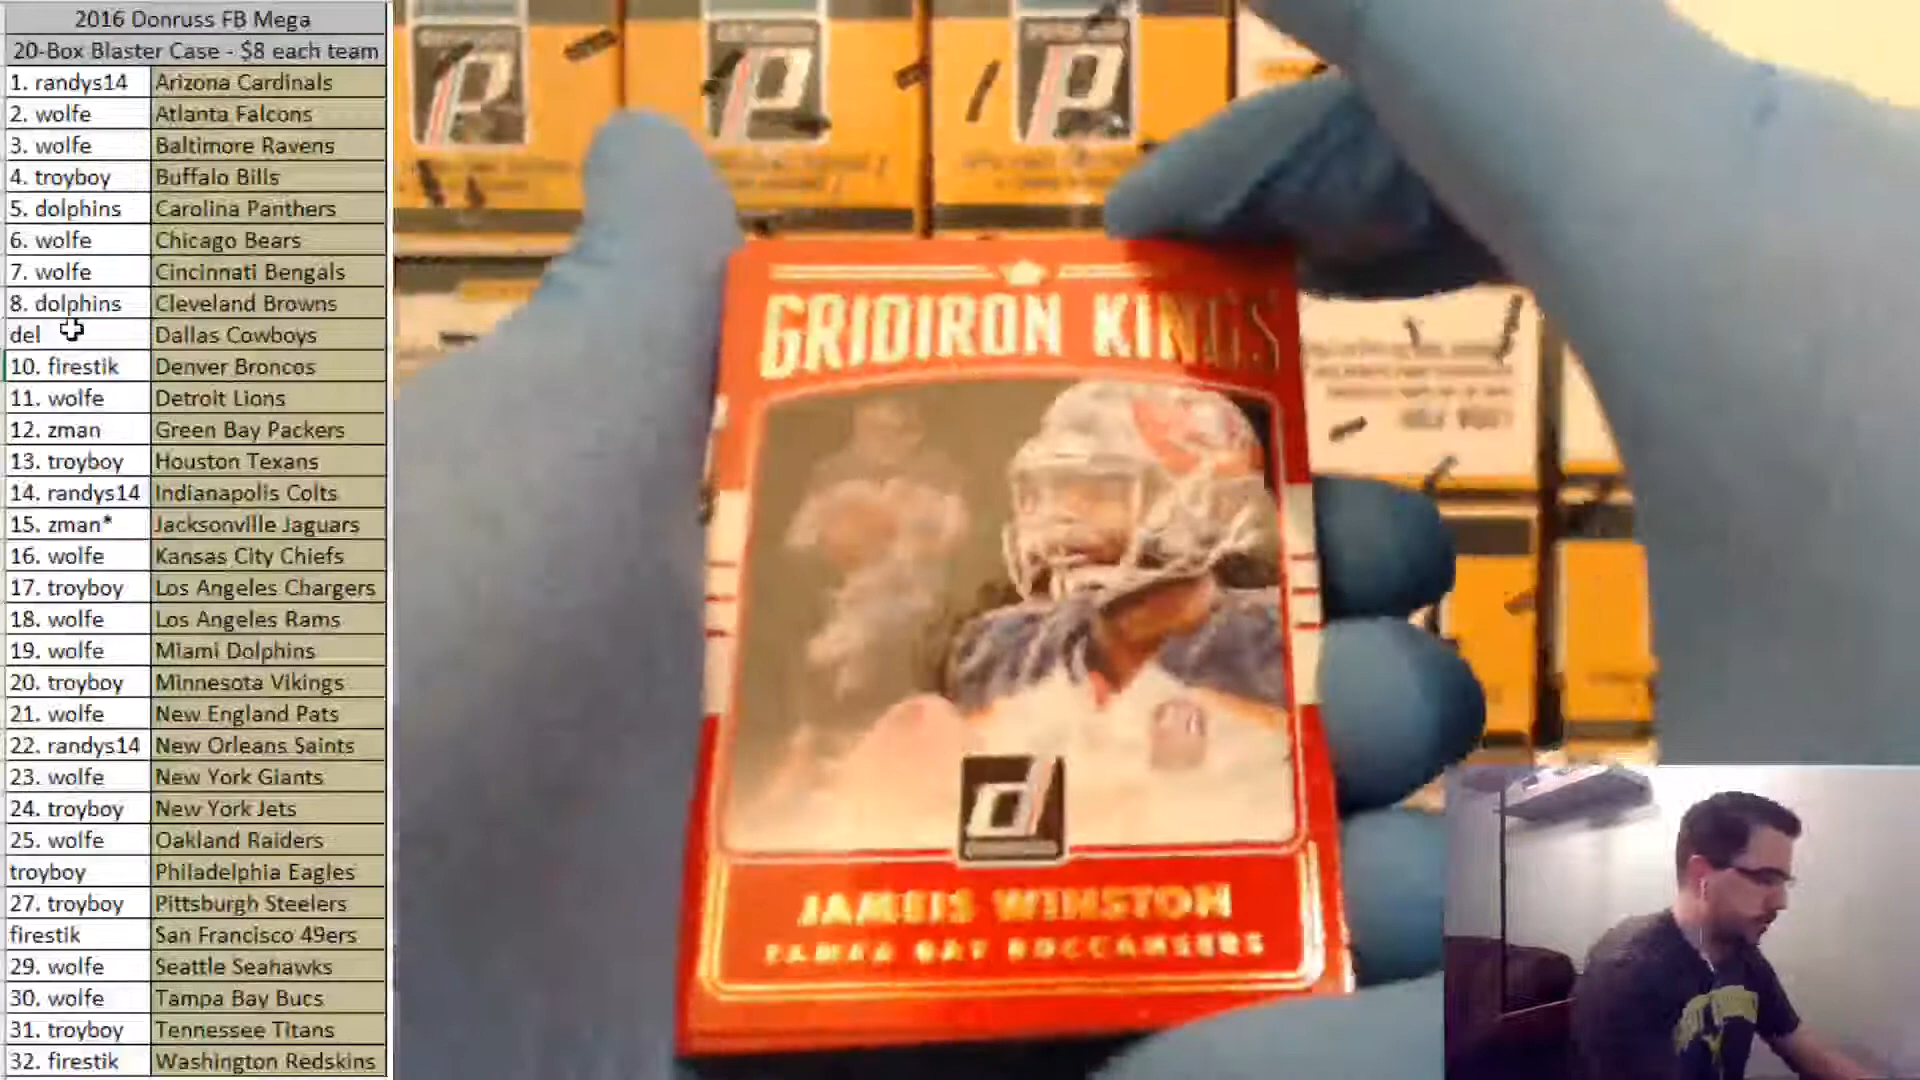 2016 Donruss FB Mega
20-Box Blaster Case - $8 each team
1. randys14 Arizona Cardinals
2. wolfe Atlanta Falcons
3. wolfe Baltimore Ravens
4. troyboy Buffalo Bills
5. dolphins Carolina Panthers
6. wolfe Chicago Bears
7. wolfe Cincinnati Bengals
8. dolphins Cleveland Browns
del Dallas Cowboys
10. firestik Denver Broncos
11. wolfe Detroit Lions
12. zman Green Bay Packers
13. troyboy Houston Texans
14. randys14 Indianapolis Colts
15. zman* Jacksonville Jaguars
16. wolfe Kansas City Chiefs
17. troyboy Los Angeles Chargers
18. wolfe Los Angeles Rams
19. wolfe Miami Dolphins
20. troyboy Minnesota Vikings
21. wolfe New England Pats
22. randys14 New Orleans Saints
23. wolfe New York Giants
24. troyboy New York Jets
25. wolfe Oakland Raiders
troyboy Philadelphia Eagles
27. troyboy Pittsburgh Steelers
firestik San Francisco 49ers
29. wolfe Seattle Seahawks
30. wolfe Tampa Bay Bucs
31. troyboy Tennessee Titans
32. firestik Washington Redskins
GRIDIRON KINGS
d
JAMEIS WINSTON
TAMPA BAY BUCCANEERS